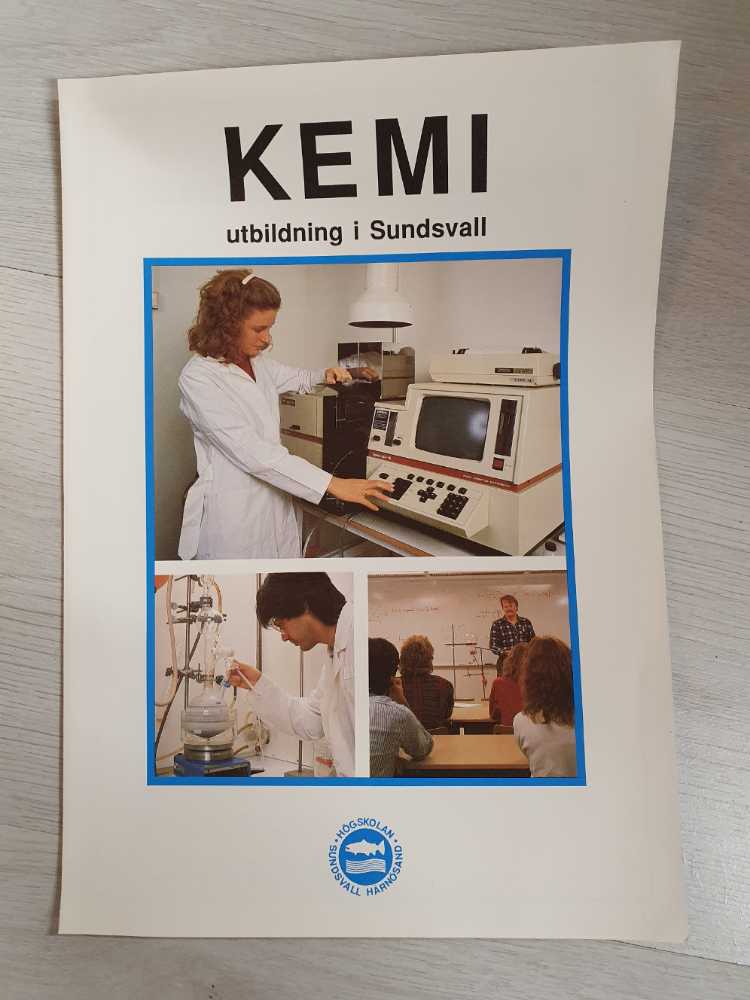 KEMI
utbildning i Sundsvall
HÖGSKOLAN
SUNDSVALL HÄRNÖSAND